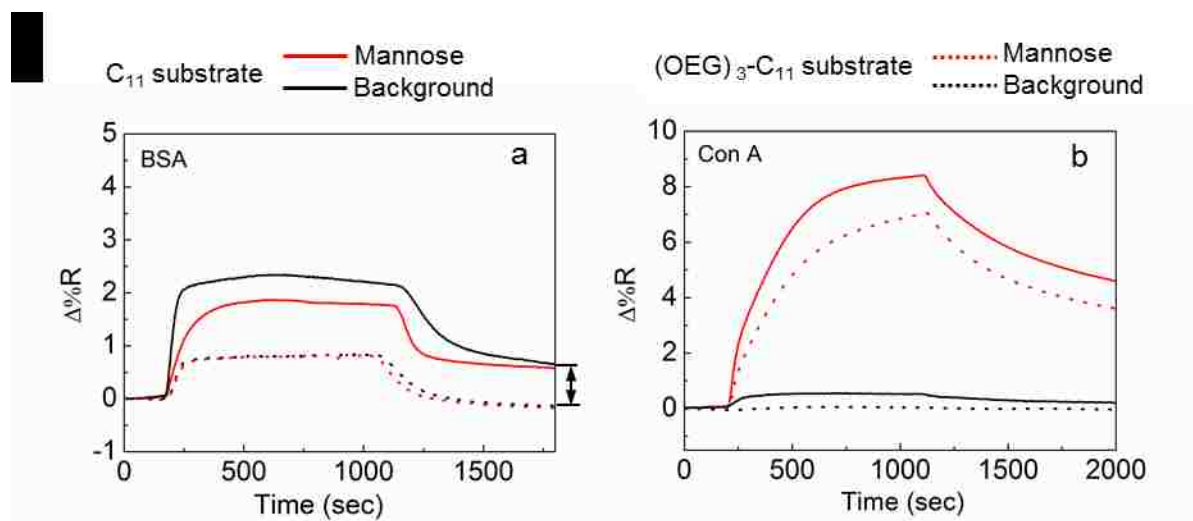 C₁₁ substrate
Mannose
Background
(OEG)₃-C₁₁ substrate
Mannose
Background
BSA
a
5
4
3
2
1
0
-1
Δ%R
0 500 1000 1500
Time (sec)
Con A
b
10
8
6
4
2
0
Δ%R
0 500 1000 1500 2000
Time (sec)